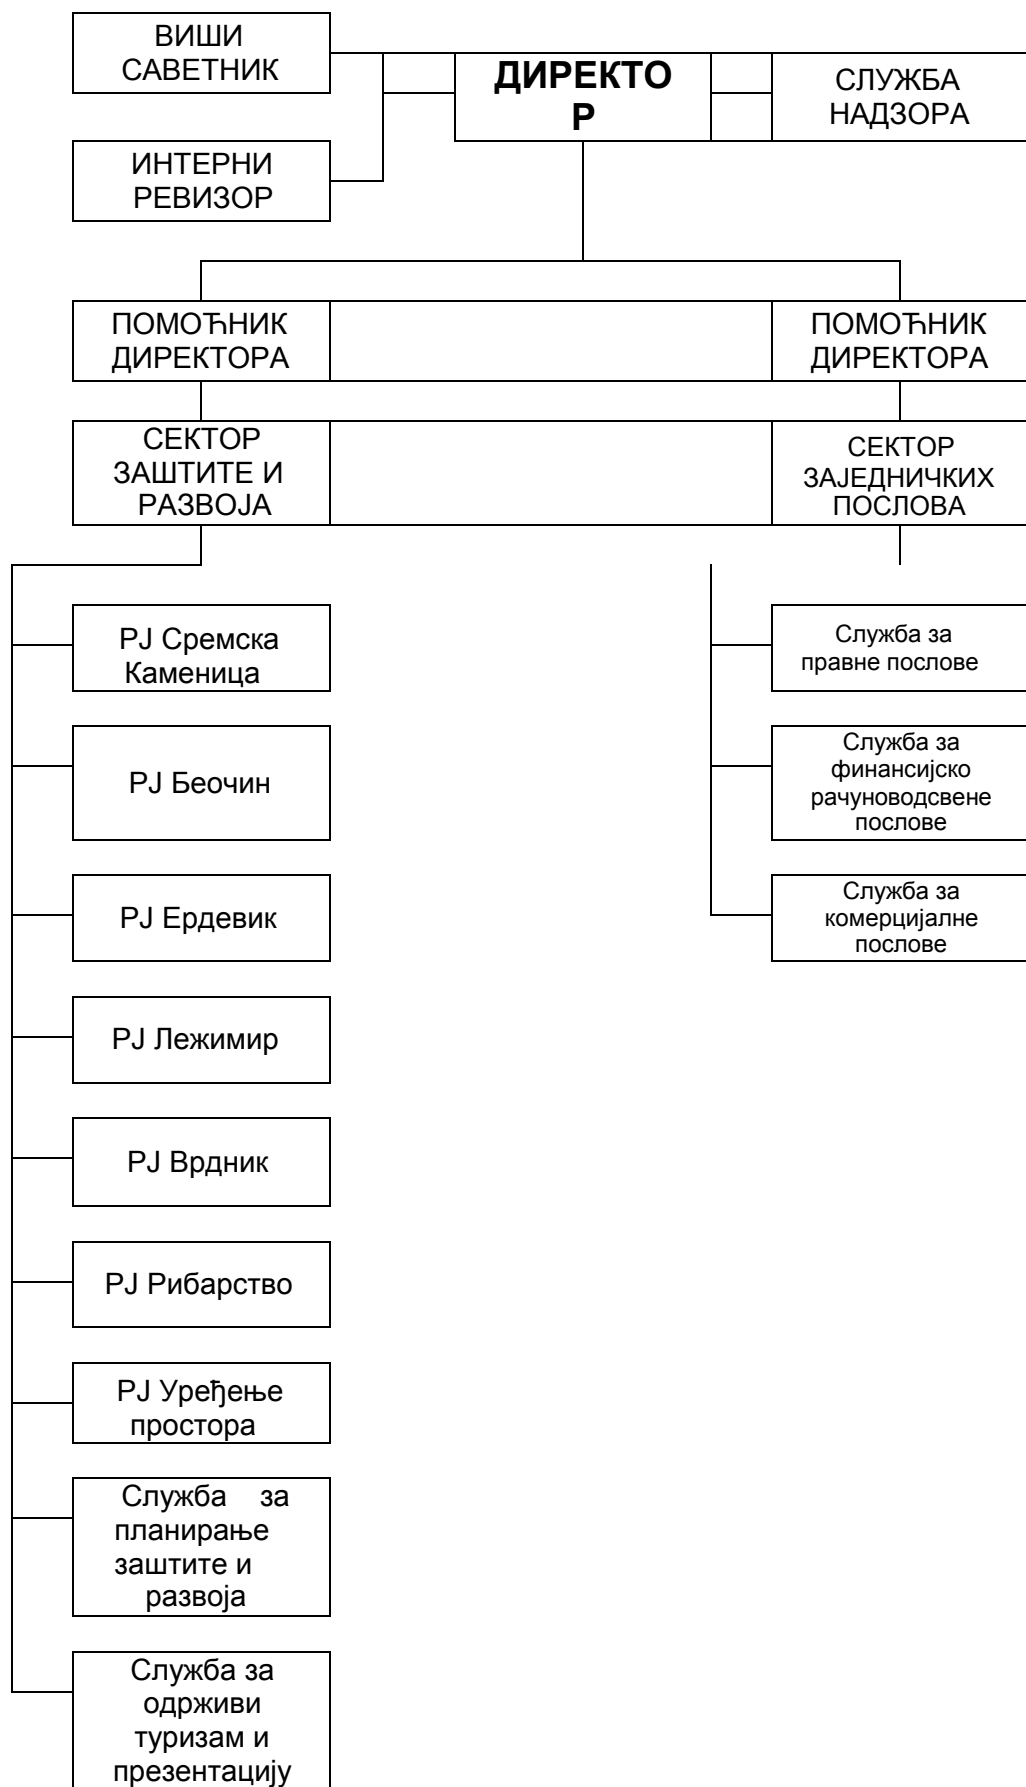 ВИШИ
САВЕТНИК
ДИРЕКТО
Р
СЛУЖБА
НАДЗОРА
ИНТЕРНИ
РЕВИЗОР
ПОМОЋНИК
ДИРЕКТОРА
ПОМОЋНИК
ДИРЕКТОРА
СЕКТОР
ЗАШТИТЕ И
РАЗВОЈА
СЕКТОР
ЗАЈЕДНИЧКИХ
ПОСЛОВА
РЈ Сремска
Каменица
РЈ Беочин
РЈ Ердевик
РЈ Лежимир
РЈ Врдник
РЈ Рибарство
РЈ Уређење
простора
Служба за
планирање
заштите и
развоја
Служба за
одрживи
туризам и
презентацију
Служба за
правне послове
Служба за
финансијско
рачуноводсвене
послове
Служба за
комерцијалне
послове